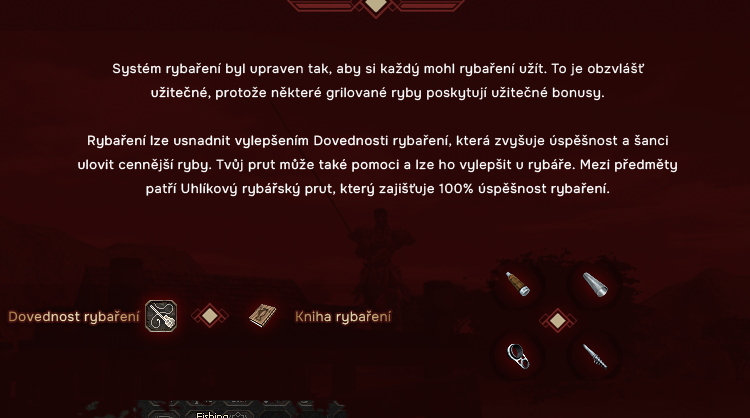 Systém rybaření byl upraven tak, aby si každý mohl rybaření užít. To je obzvlášť
užitečné, protože některé grilované ryby poskytují užitečné bonusy.
Rybaření lze usnadnit vylepšením Dovednosti rybaření, která zvyšuje úspěšnost a šanci
ulovit cennější ryby. Tvůj prut může také pomoci a lze ho vylepšit u rybáře. Mezi předměty
patří Uhlíkový rybářský prut, který zajišťuje 100% úspěšnost rybaření.
Dovednost rybaření
Kniha rybaření
Fishing